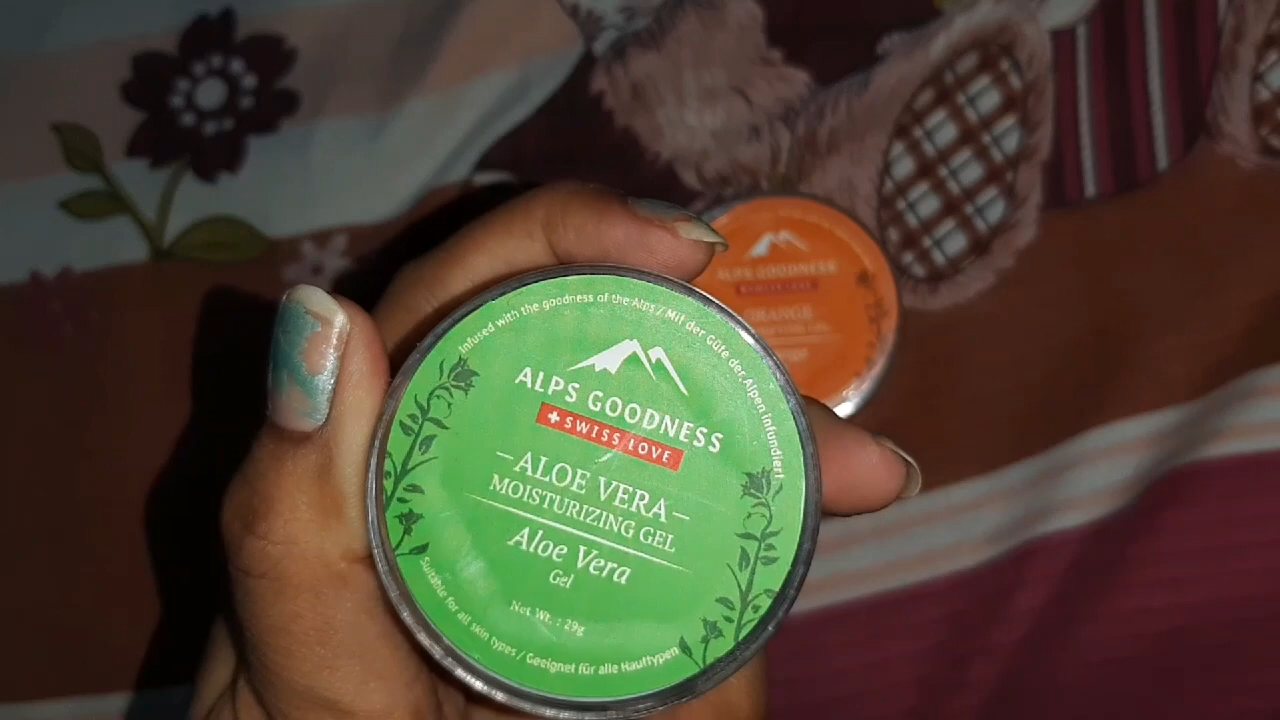 Infused with the goodness of the Alps / Mit der Güte der Alpen infundiert
ALPS GOODNESS
SWISS LOVE
ALOE VERA
MOISTURIZING GEL
Aloe Vera
Gel
Net Wt. : 29g
Suitable for all skin types / Geeignet für alle Hauttypen
ALPS GOODNESS
SWISS LOVE
ORANGE